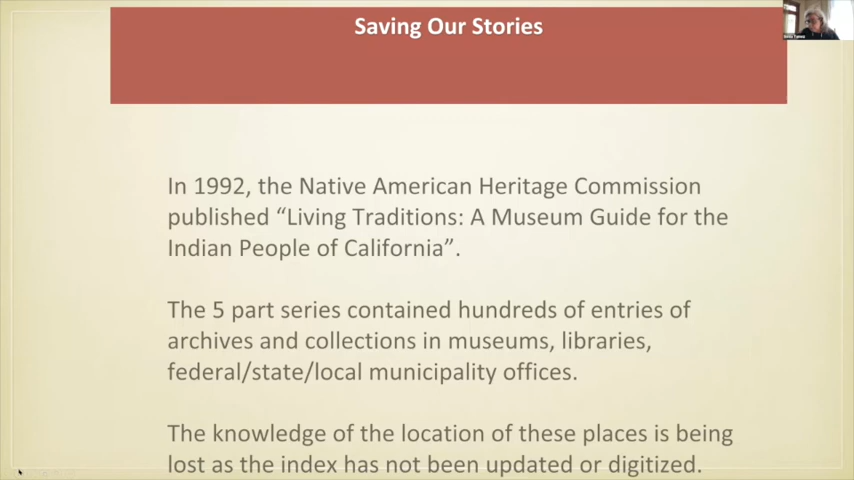 Saving Our Stories
In 1992, the Native American Heritage Commission
published “Living Traditions: A Museum Guide for the
Indian People of California”.
The 5 part series contained hundreds of entries of
archives and collections in museums, libraries,
federal/state/local municipality offices.
The knowledge of the location of these places is being
lost as the index has not been updated or digitized.